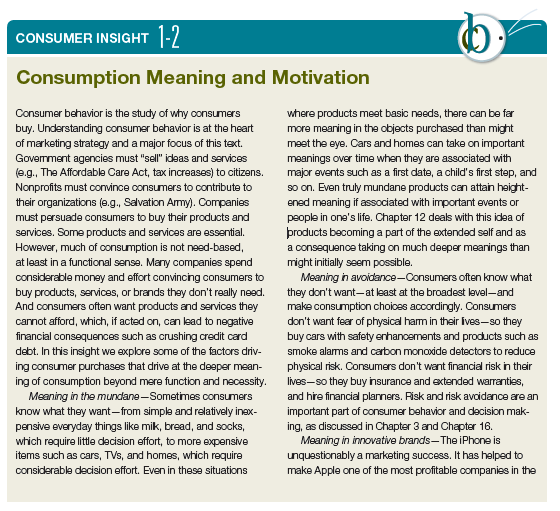 CONSUMER INSIGHT 1-2
cb
Consumption Meaning and Motivation
Consumer behavior is the study of why consumers
buy. Understanding consumer behavior is at the heart
of marketing strategy and a major focus of this text.
Government agencies must “sell” ideas and services
(e.g., The Affordable Care Act, tax increases) to citizens.
Nonprofits must convince consumers to contribute to
their organizations (e.g., Salvation Army). Companies
must persuade consumers to buy their products and
services. Some products and services are essential.
However, much of consumption is not need-based,
at least in a functional sense. Many companies spend
considerable money and effort convincing consumers to
buy products, services, or brands they don’t really need.
And consumers often want products and services they
cannot afford, which, if acted on, can lead to negative
financial consequences such as crushing credit card
debt. In this insight we explore some of the factors driv-
ing consumer purchases that drive at the deeper mean-
ing of consumption beyond mere function and necessity.
Meaning in the mundane—Sometimes consumers
know what they want—from simple and relatively inex-
pensive everyday things like milk, bread, and socks,
which require little decision effort, to more expensive
items such as cars, TVs, and homes, which require
considerable decision effort. Even in these situations
where products meet basic needs, there can be far
more meaning in the objects purchased than might
meet the eye. Cars and homes can take on important
meanings over time when they are associated with
major events such as a first date, a child’s first step, and
so on. Even truly mundane products can attain height-
ened meaning if associated with important events or
people in one’s life. Chapter 12 deals with this idea of
products becoming a part of the extended self and as
a consequence taking on much deeper meanings than
might initially seem possible.
Meaning in avoidance—Consumers often know what
they don’t want—at least at the broadest level—and
make consumption choices accordingly. Consumers
don’t want fear of physical harm in their lives—so they
buy cars with safety enhancements and products such as
smoke alarms and carbon monoxide detectors to reduce
physical risk. Consumers don’t want financial risk in their
lives—so they buy insurance and extended warranties,
and hire financial planners. Risk and risk avoidance are an
important part of consumer behavior and decision mak-
ing, as discussed in Chapter 3 and Chapter 16.
Meaning in innovative brands—The iPhone is
unquestionably a marketing success. It has helped to
make Apple one of the most profitable companies in the